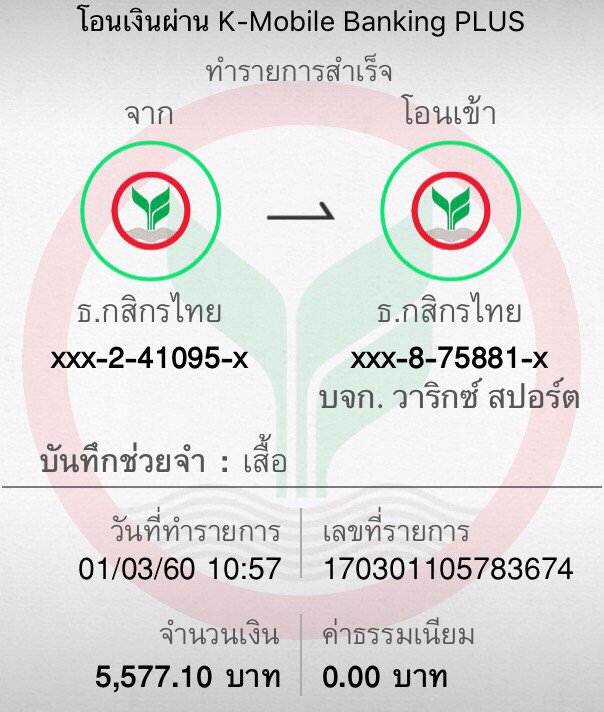 โอนเงินผ่าน K-Mobile Banking PLUS
ทำรายการสำเร็จ
จาก
โอนเข้า
ธ.กสิกรไทย
ธ.กสิกรไทย
xxx-2-41095-x
xxx-8-75881-x
บจก. วาริกซ์ สปอร์ต
บันทึกช่วยจำ : เสื้อ
วันที่ทำรายการ
เลขที่รายการ
01/03/60 10:57
170301105783674
จำนวนเงิน
ค่าธรรมเนียม
5,577.10 บาท
0.00 บาท